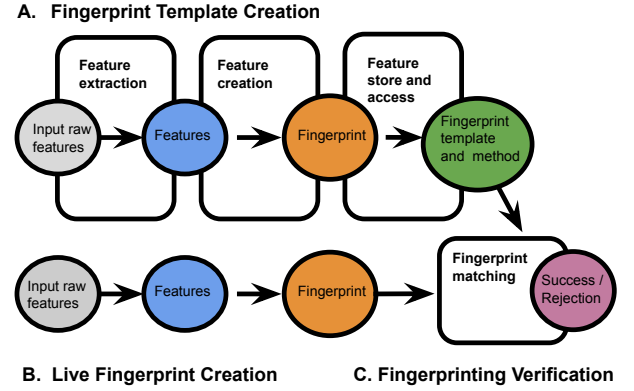 A. Fingerprint Template Creation
Feature
extraction
Feature
creation
Feature
store and
access
Input raw
features
Features
Fingerprint
Fingerprint
template
and method
Input raw
features
Features
Fingerprint
Fingerprint
matching
Success /
Rejection
B. Live Fingerprint Creation
C. Fingerprinting Verification